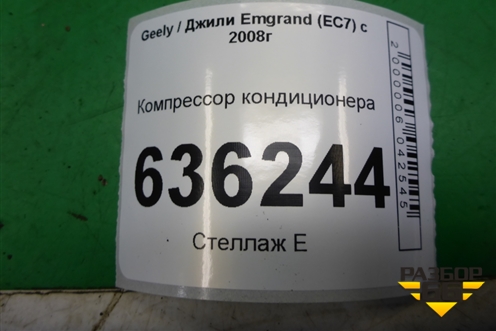 Geely / Джили Emgrand (EC7) с
2008г
Компрессор кондиционера
636244
Стеллаж Е
2000006042545
РАЗБОР